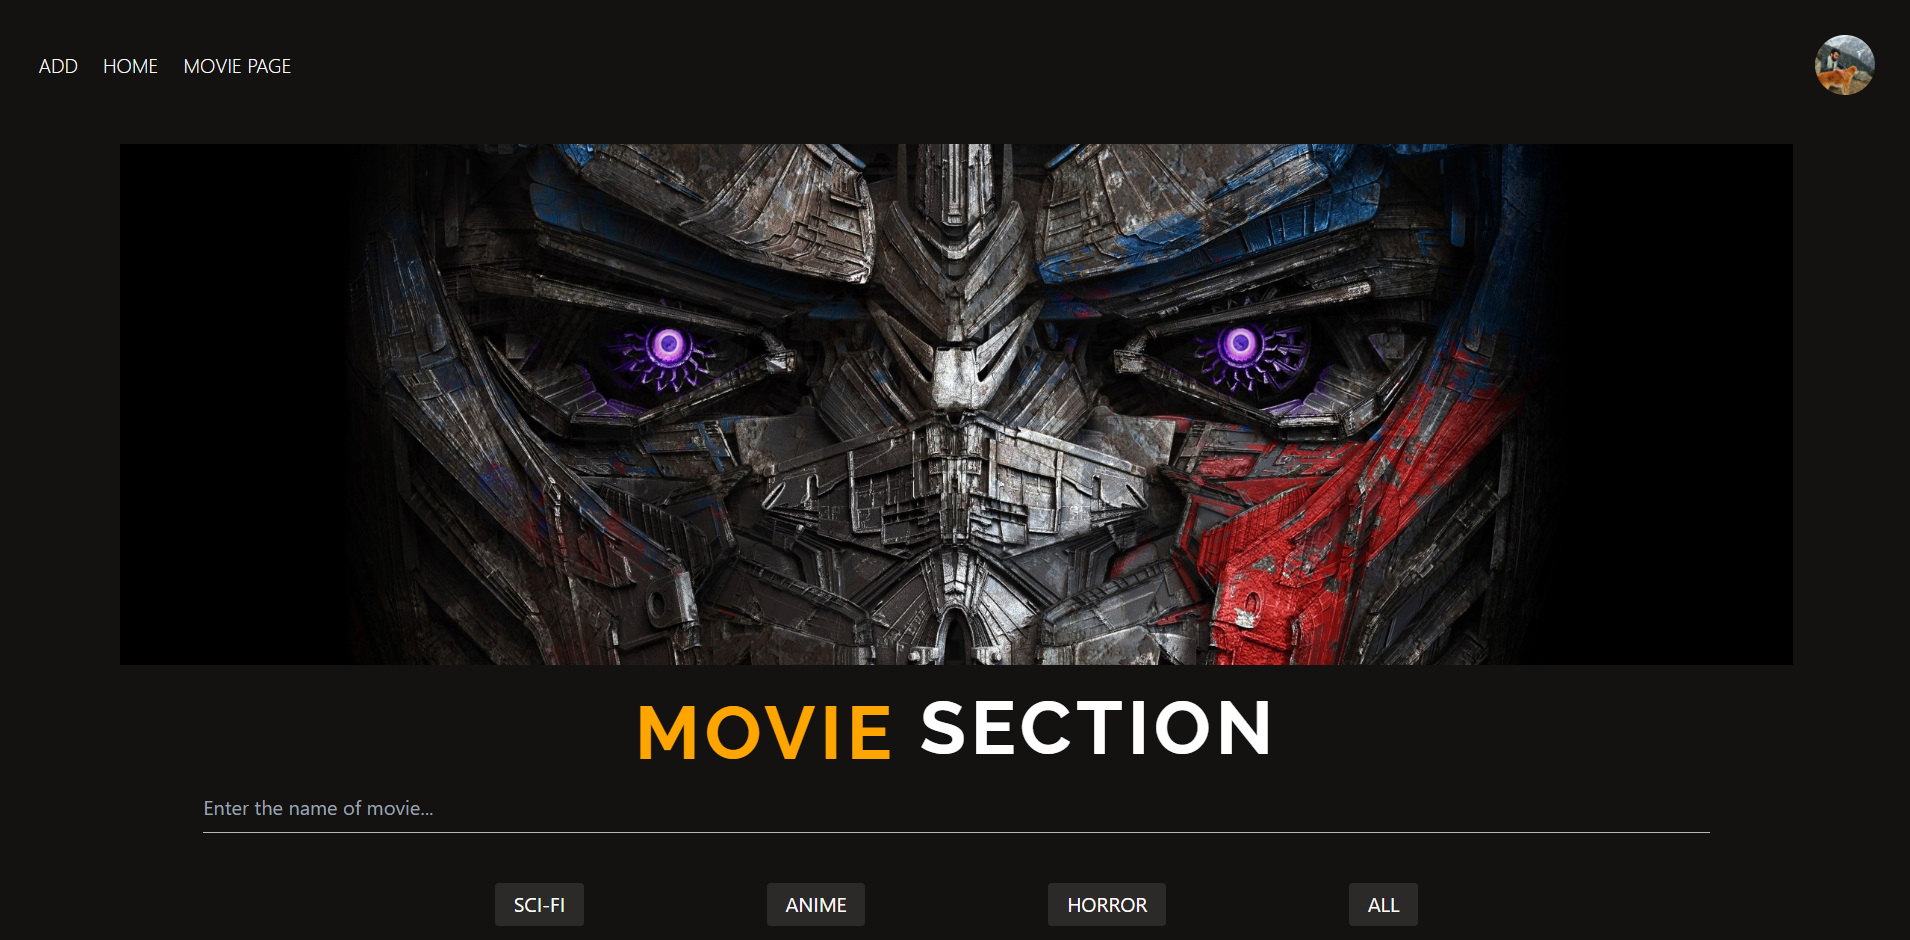 ADD HOME MOVIE PAGE
MOVIE SECTION
Enter the name of movie...
SCI-FI ANIME HORROR ALL